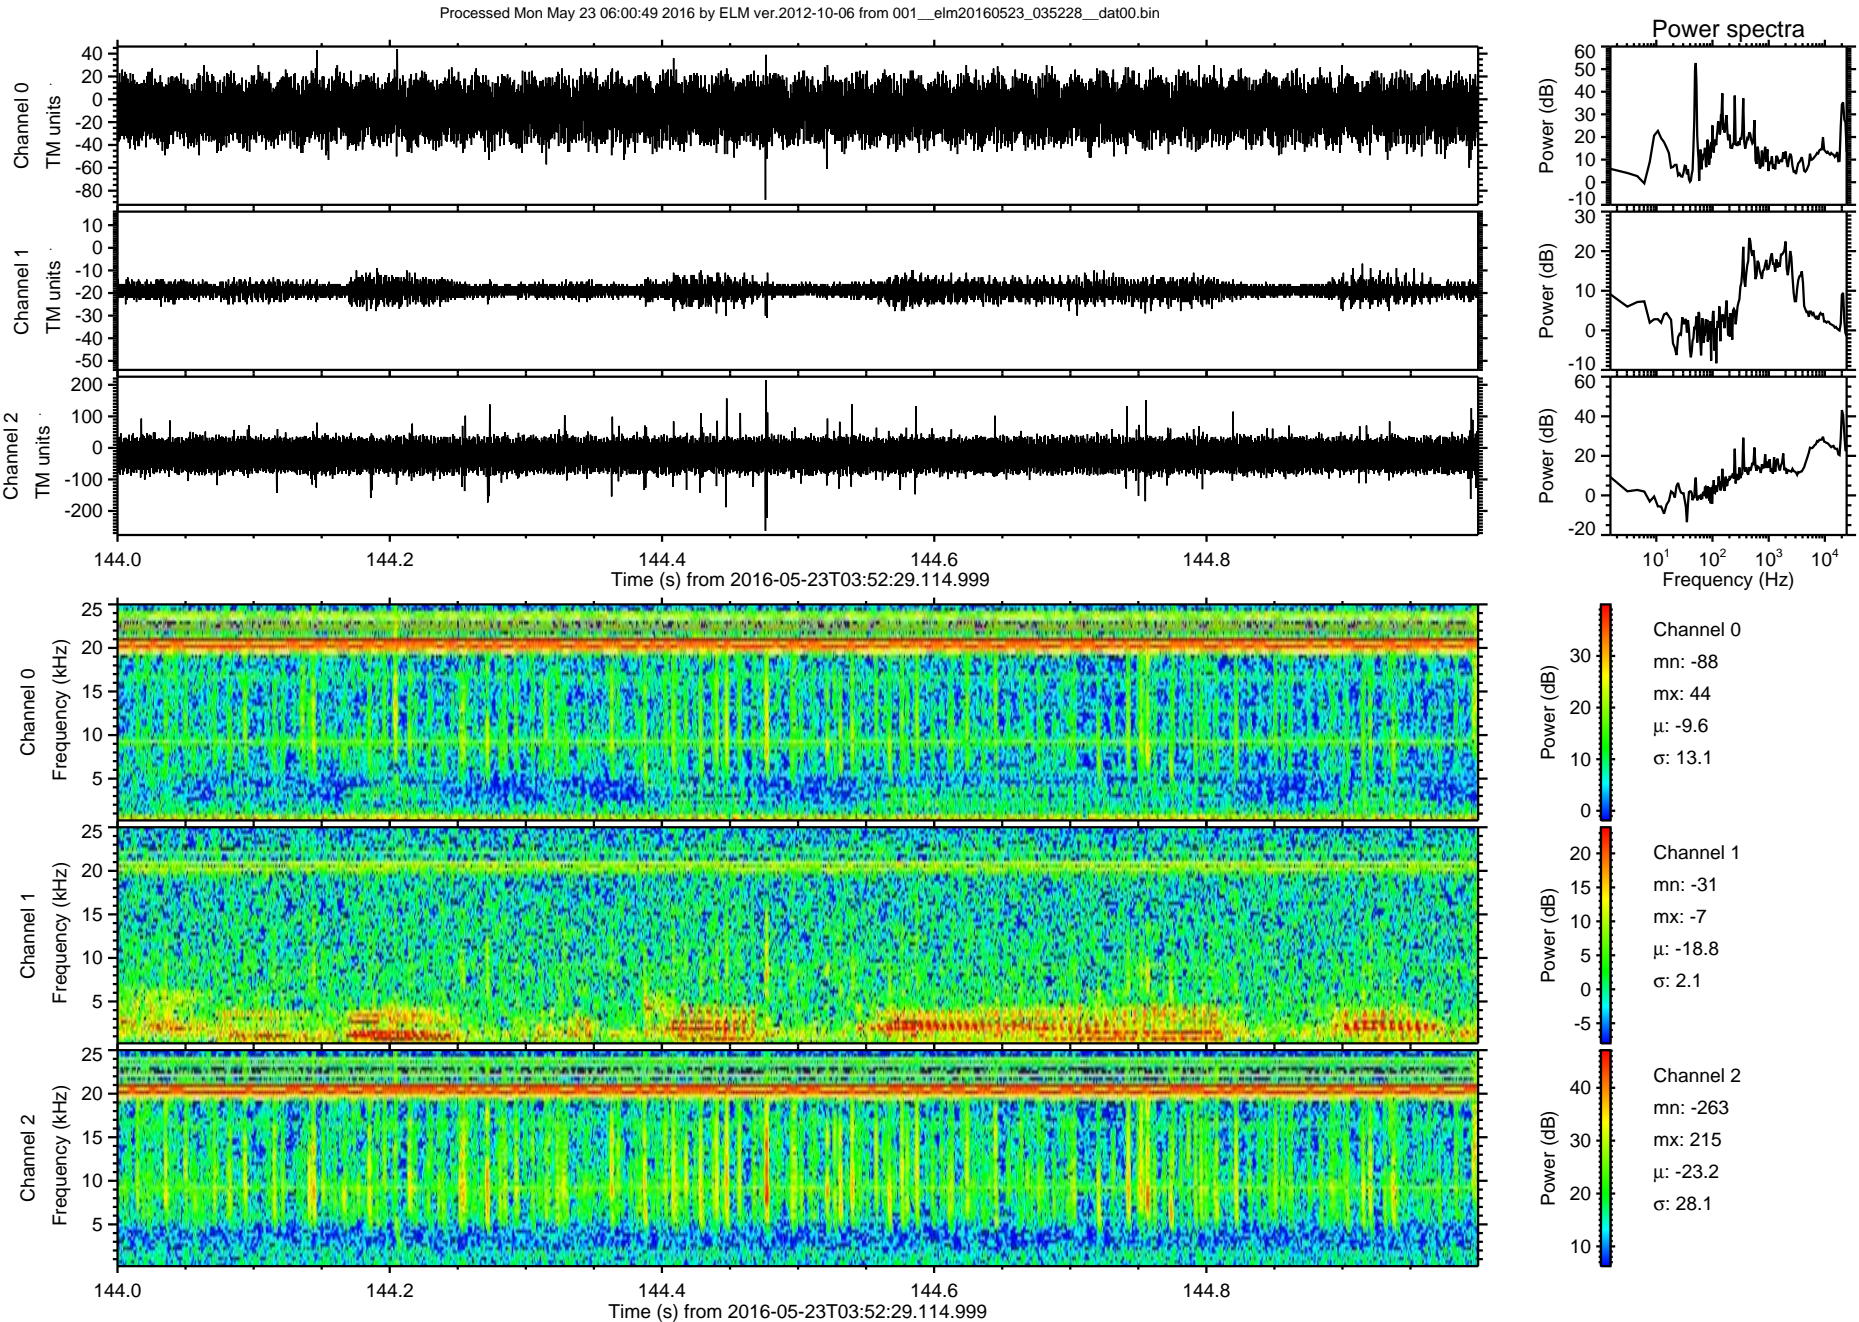 Processed Mon May 23 06:00:49 2016 by ELM ver.2012-10-06 from 001__elm20160523_035228__dat00.bin
Power spectra
Channel 0
TM units
40
20
0
-20
-40
-60
-80
Power (dB)
60
50
40
30
20
10
0
-10
Channel 1
TM units
10
0
-10
-20
-30
-40
-50
Power (dB)
30
20
10
0
-10
Channel 2
TM units
200
100
0
-100
-200
Power (dB)
60
40
20
0
-20
144.0 144.2 144.4 144.6 144.8
Time (s) from 2016-05-23T03:52:29.114.999
10¹ 10² 10³ 10⁴
Frequency (Hz)
Channel 0
Frequency (kHz)
25
20
15
10
5
Power (dB)
30
20
10
0
Channel 0
mn: -88
mx: 44
µ: -9.6
σ: 13.1
Channel 1
Frequency (kHz)
25
20
15
10
5
Power (dB)
20
15
10
5
0
-5
Channel 1
mn: -31
mx: -7
µ: -18.8
σ: 2.1
Channel 2
Frequency (kHz)
25
20
15
10
5
Power (dB)
40
30
20
10
Channel 2
mn: -263
mx: 215
µ: -23.2
σ: 28.1
144.0 144.2 144.4 144.6 144.8
Time (s) from 2016-05-23T03:52:29.114.999